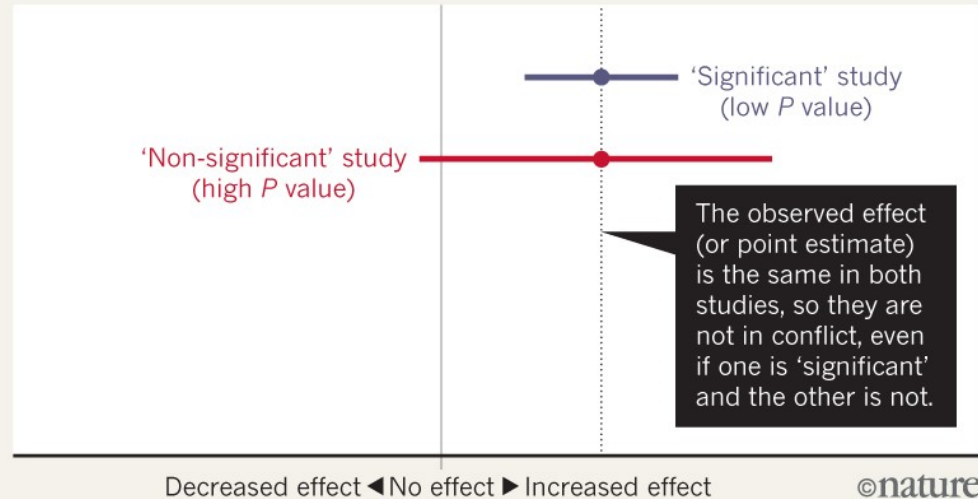 ‘Significant’ study
(low P value)
‘Non-significant’ study
(high P value)
The observed effect
(or point estimate)
is the same in both
studies, so they are
not in conflict, even
if one is ‘significant’
and the other is not.
Decreased effect ◀ No effect ▶ Increased effect
©nature